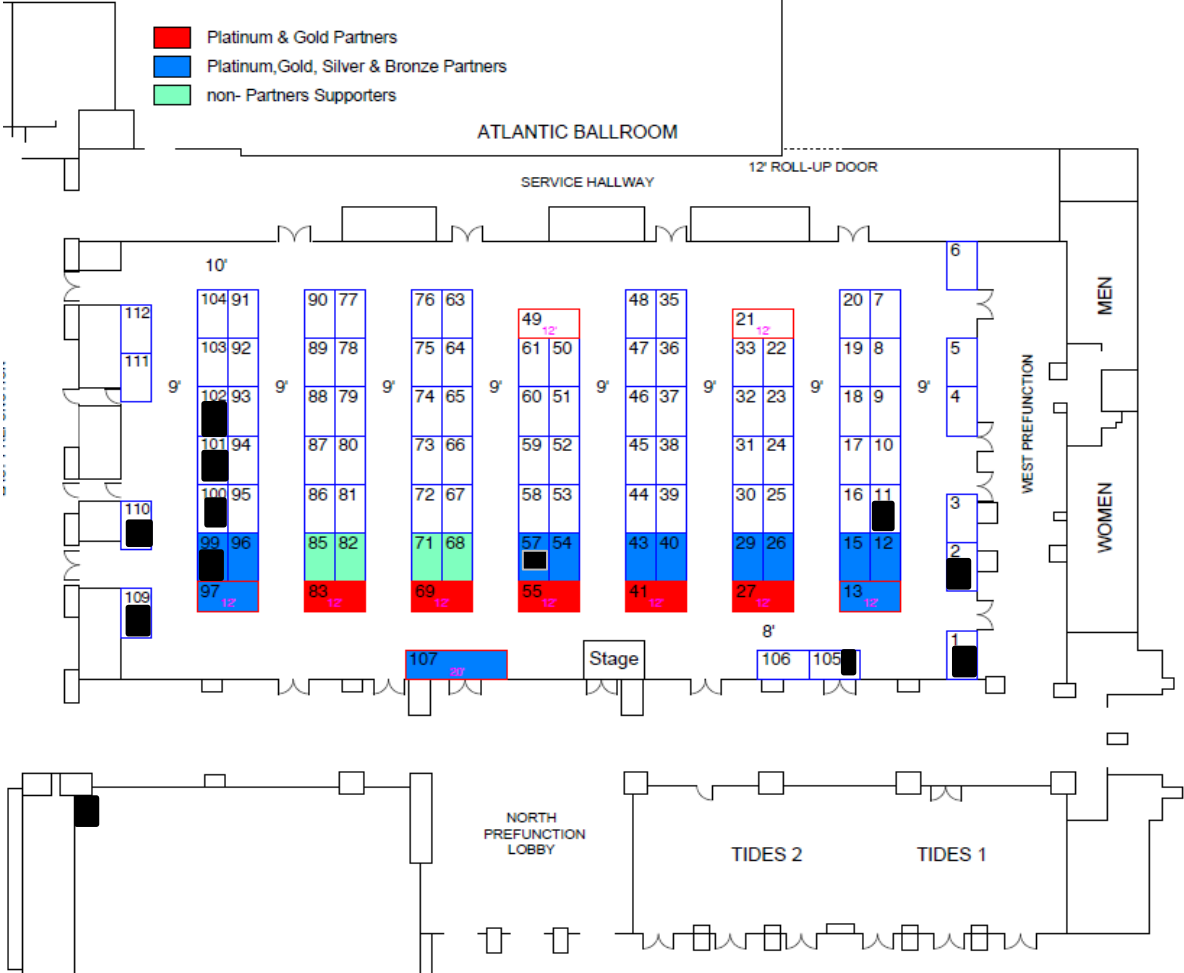 Platinum & Gold Partners
Platinum,Gold, Silver & Bronze Partners
non- Partners Supporters
ATLANTIC BALLROOM
12' ROLL-UP DOOR
SERVICE HALLWAY
6
10'
104 91 90 77 76 63 48 35 20 7
112
49 21
12' 12'
103 92 89 78 75 64 61 50 47 36 33 22 19 8 5
111
9' 9' 9' 9' 9' 9' 9' 9'
102 93 88 79 74 65 60 51 46 37 32 23 18 9 4
101 94 87 80 73 66 59 52 45 38 31 24 17 10
100 95 86 81 72 67 58 53 44 39 30 25 16 11 3
110
99 96 85 82 71 68 57 54 43 40 29 26 15 12 2
97 83 69 55 41 27 13
12' 12' 12' 12' 12' 12' 12'
109
8'
1
107 Stage 106 105
20'
MEN
WEST PREFUNCTION
WOMEN
NORTH
PREFUNCTION
LOBBY
TIDES 2 TIDES 1